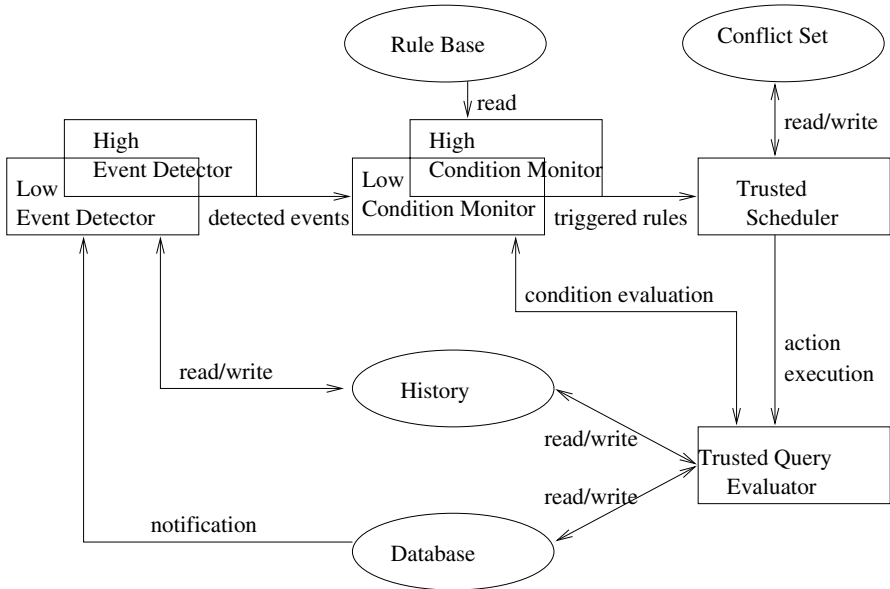 Rule Base
Conflict Set
read
read/write
High
Event Detector
High
Condition Monitor
Low
Event Detector
Low
Condition Monitor
Trusted
Scheduler
detected events
triggered rules
condition evaluation
action
execution
read/write
History
read/write
Trusted Query
Evaluator
read/write
notification
Database